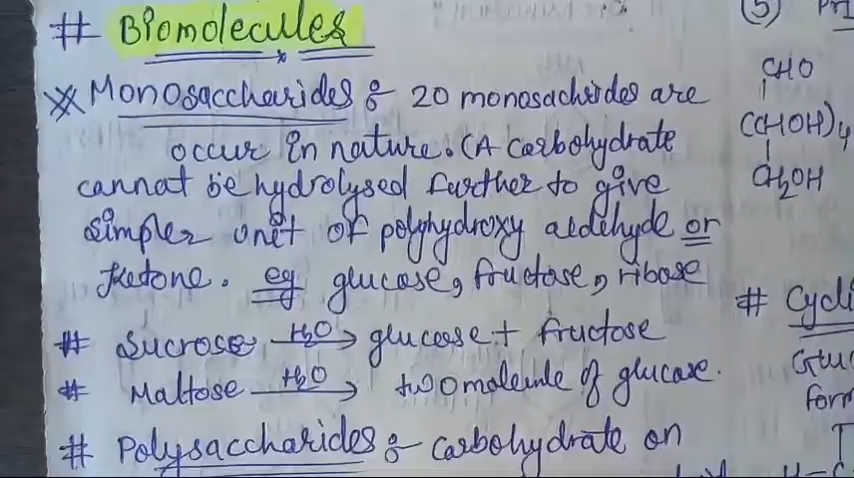 # Biomolecules
Monosaccharides :- 20 monosachrides are
occur in nature. (A carbohydrate
cannot be hydrolysed further to give
simpler unit of polyhydroxy aldehyde or
ketone. eg glucose, fructose, ribose
# Sucrose H2O → glucose + fructose
# Maltose H2O → two molecule of glucose.
# Polysaccharides :- carbohydrate on
(5)
CHO
(CHOH)4
CH2OH
# Cycli
form